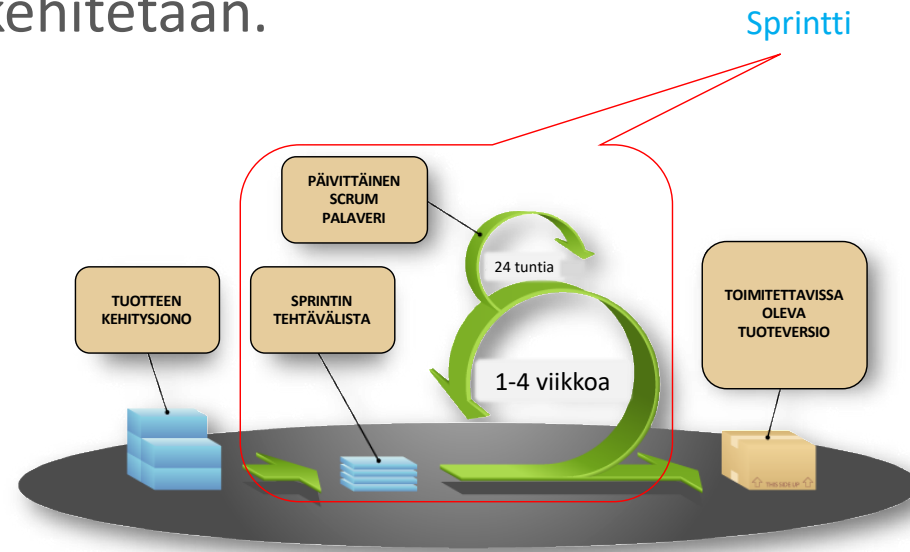 kehitetään.
Sprintti
PÄIVITTÄINEN
SCRUM
PALAVERI
24 tuntia
TUOTTEEN
KEHITYSJONO
SPRINTIN
TEHTÄVÄLISTA
TOIMITETTAVISSA
OLEVA
TUOTEVERSIO
1-4 viikkoa
THIS SIDE UP